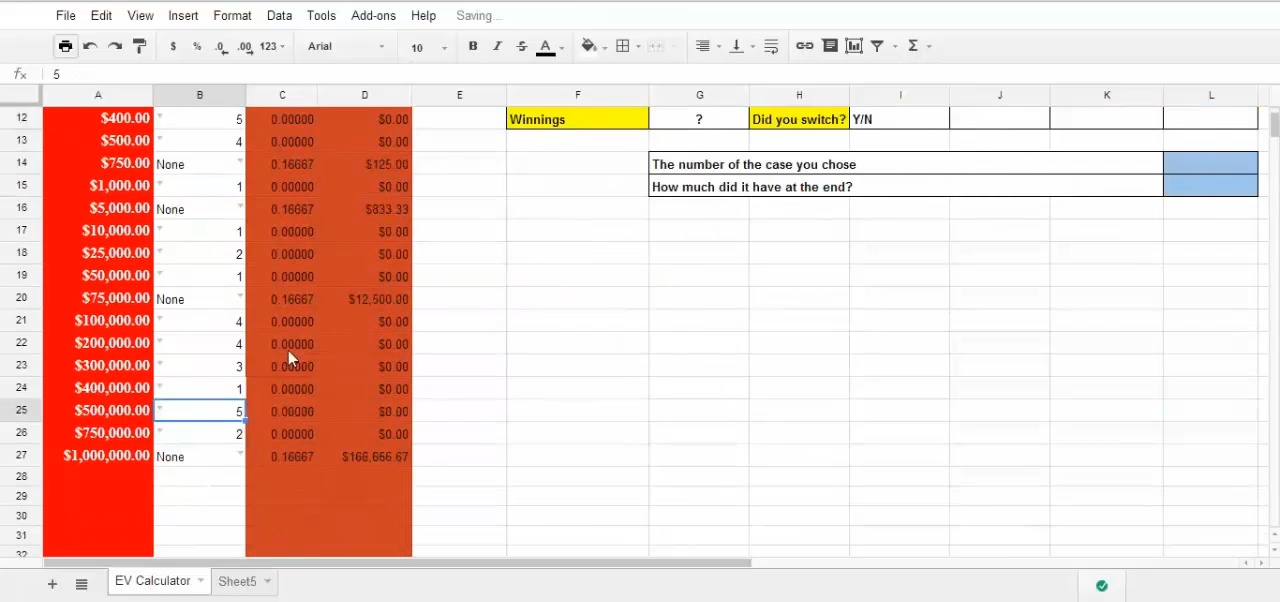 File Edit View Insert Format Data Tools Add-ons Help Saving...
$ % .0 .00 123 Arial 10 B I S A Σ
fx 5
A B C D E F G H I J K L
12 $400.00 5 0.00000 $0.00 Winnings ? Did you switch? Y/N
13 $500.00 4 0.00000 $0.00
14 $750.00 None 0.16667 $125.00 The number of the case you chose
15 $1,000.00 1 0.00000 $0.00 How much did it have at the end?
16 $5,000.00 None 0.16667 $833.33
17 $10,000.00 1 0.00000 $0.00
18 $25,000.00 2 0.00000 $0.00
19 $50,000.00 1 0.00000 $0.00
20 $75,000.00 None 0.16667 $12,500.00
21 $100,000.00 4 0.00000 $0.00
22 $200,000.00 4 0.00000 $0.00
23 $300,000.00 3 0.00000 $0.00
24 $400,000.00 1 0.00000 $0.00
25 $500,000.00 5 0.00000 $0.00
26 $750,000.00 2 0.00000 $0.00
27 $1,000,000.00 None 0.16667 $166,666.67
28
29
30
31
32
+ EV Calculator Sheet5